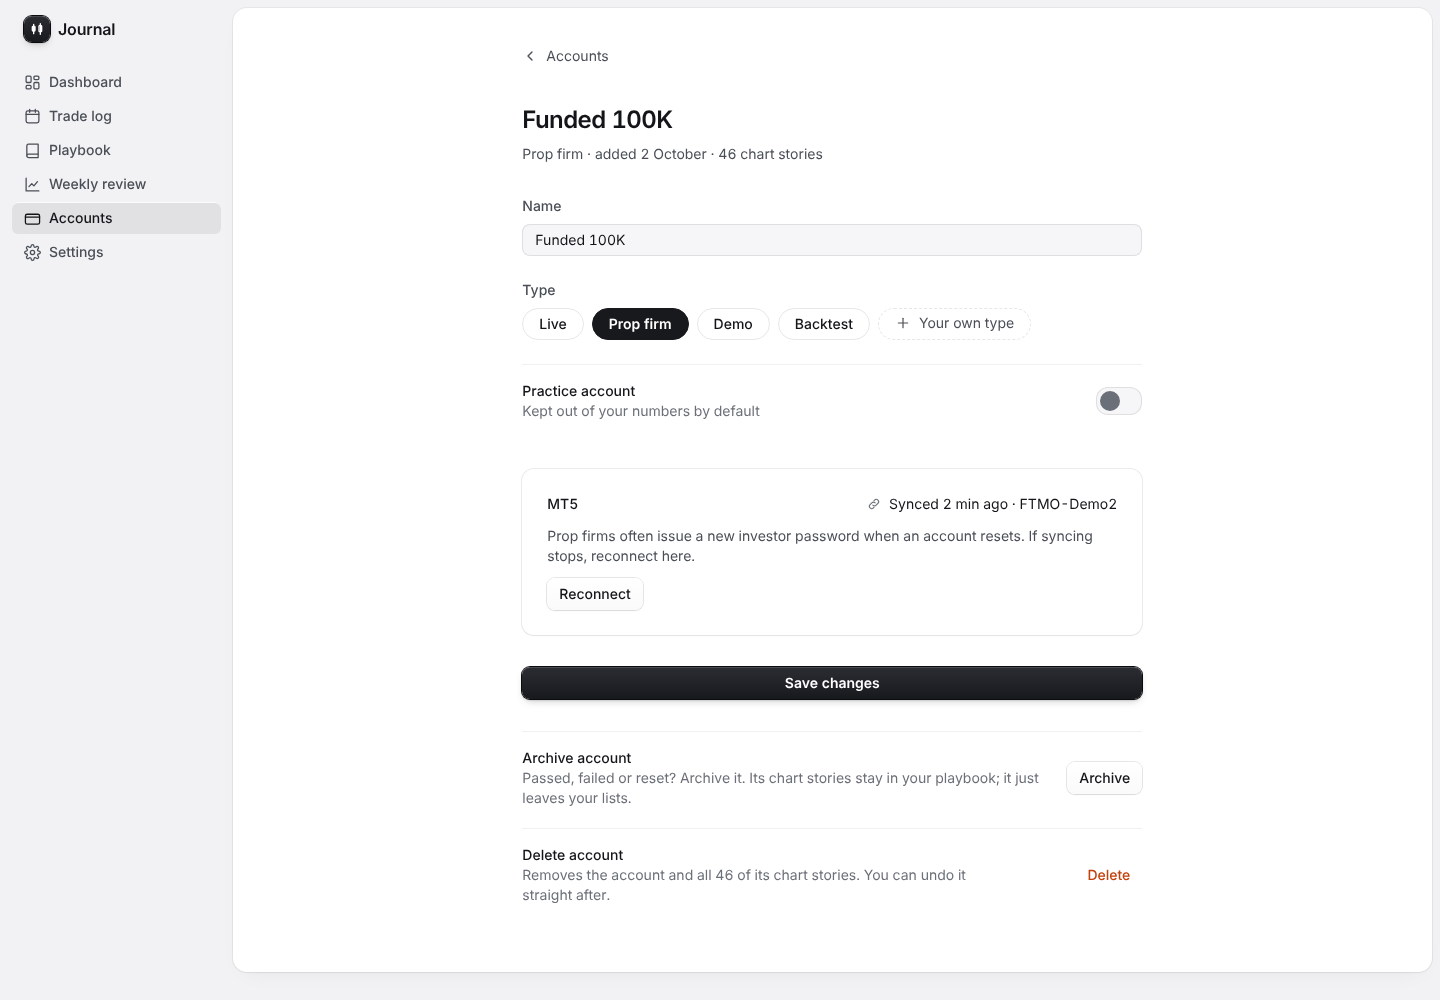 Journal
Dashboard
Trade log
Playbook
Weekly review
Accounts
Settings
Accounts
Funded 100K
Prop firm · added 2 October · 46 chart stories
Name
Funded 100K
Type
Live
Prop firm
Demo
Backtest
Your own type
Practice account
Kept out of your numbers by default
MT5
Synced 2 min ago · FTMO-Demo2
Prop firms often issue a new investor password when an account resets. If syncing
stops, reconnect here.
Reconnect
Save changes
Archive account
Passed, failed or reset? Archive it. Its chart stories stay in your playbook; it just
leaves your lists.
Archive
Delete account
Removes the account and all 46 of its chart stories. You can undo it
straight after.
Delete